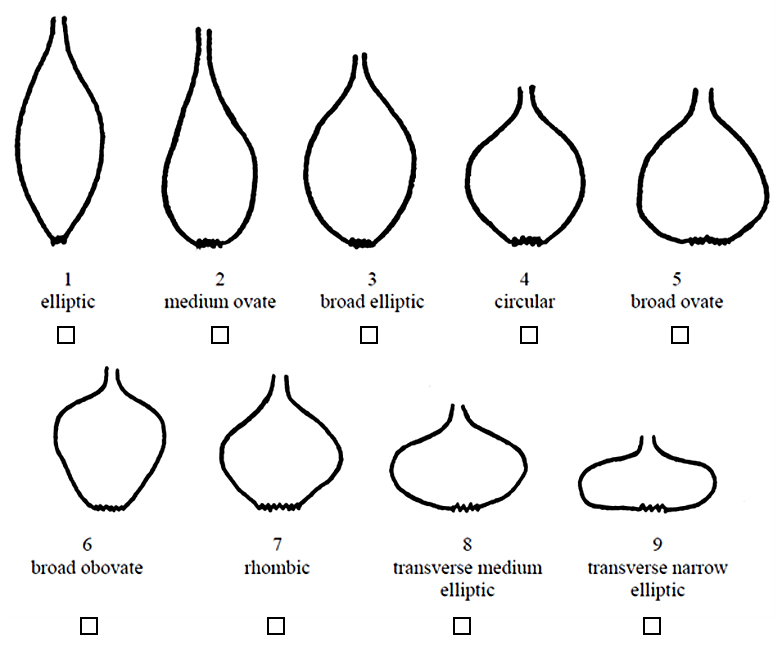 1 2 3 4 5
elliptic medium ovate broad elliptic circular broad ovate
6 7 8 9
broad obovate rhombic transverse medium transverse narrow
elliptic elliptic